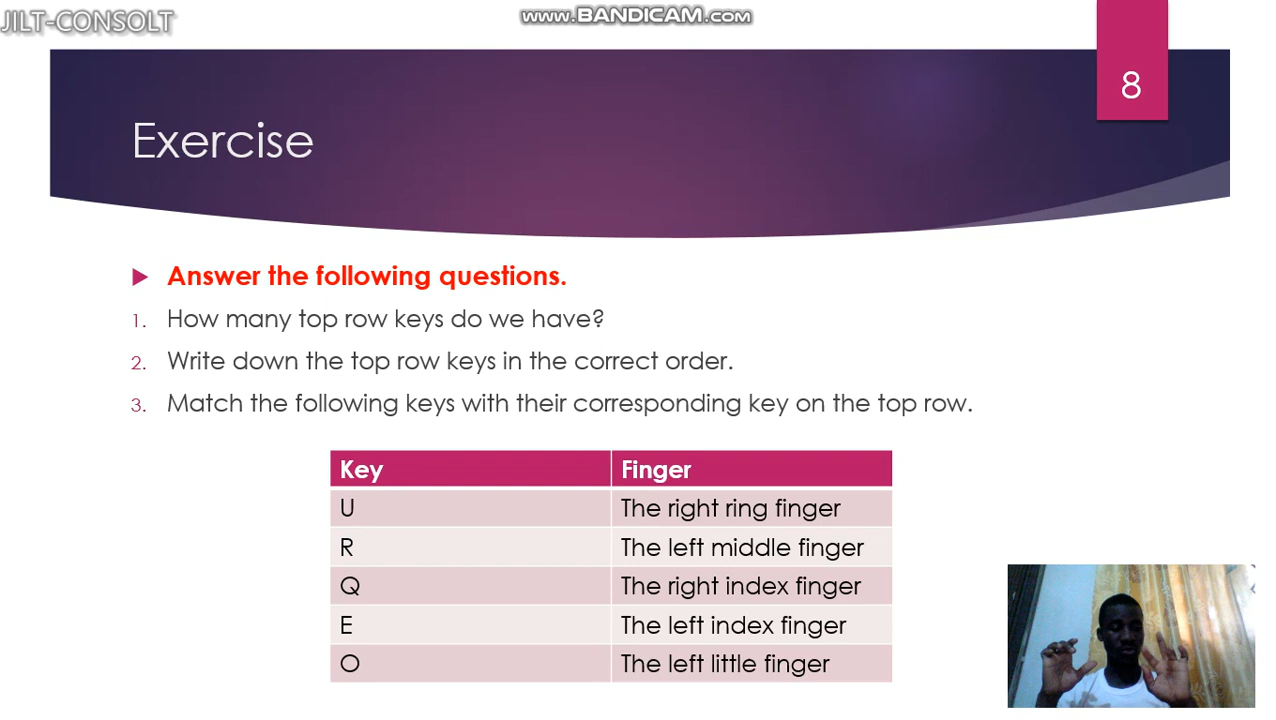 JILT-CONSOLT
www.BANDICAM.com
8
Exercise
Answer the following questions.
1. How many top row keys do we have?
2. Write down the top row keys in the correct order.
3. Match the following keys with their corresponding key on the top row.
Key Finger
U The right ring finger
R The left middle finger
Q The right index finger
E The left index finger
O The left little finger